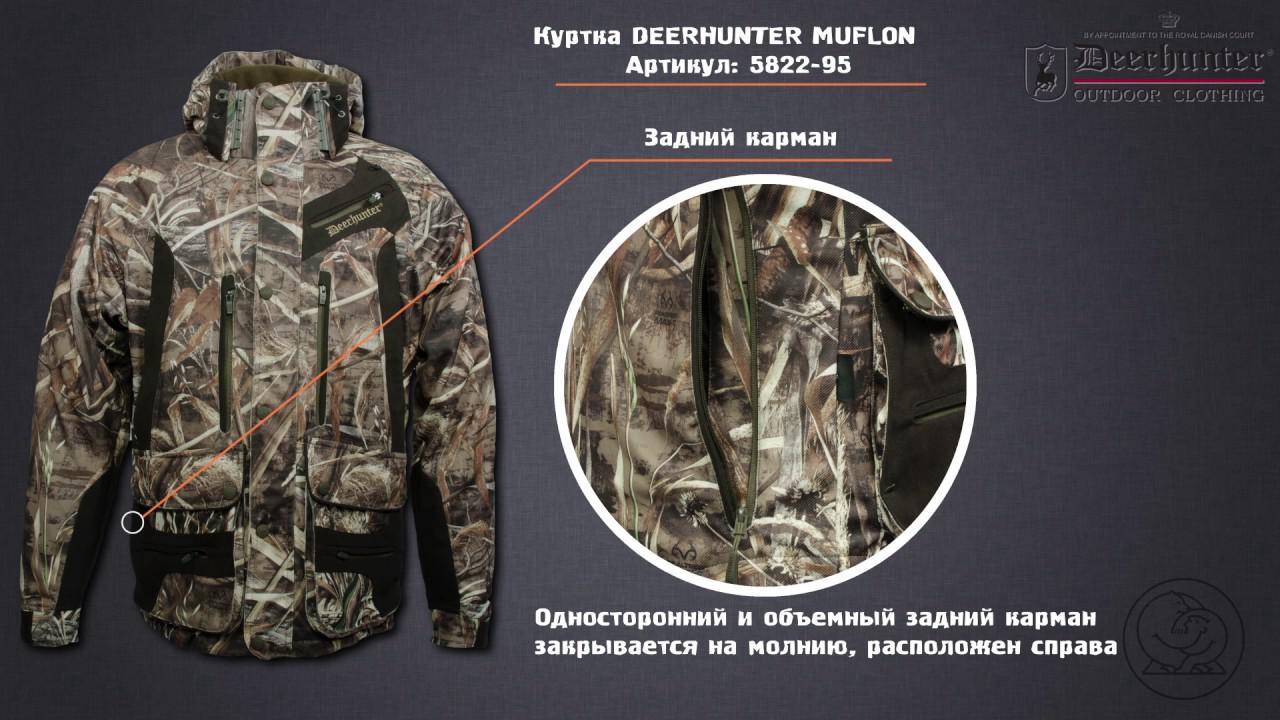 Куртка DEERHUNTER MUFLON
Артикул: 5822-95
BY APPOINTMENT TO THE ROYAL DANISH COURT
Deerhunter
OUTDOOR CLOTHING
Задний карман
Deerhunter
Односторонний и объемный задний карман
закрывается на молнию, расположен справа